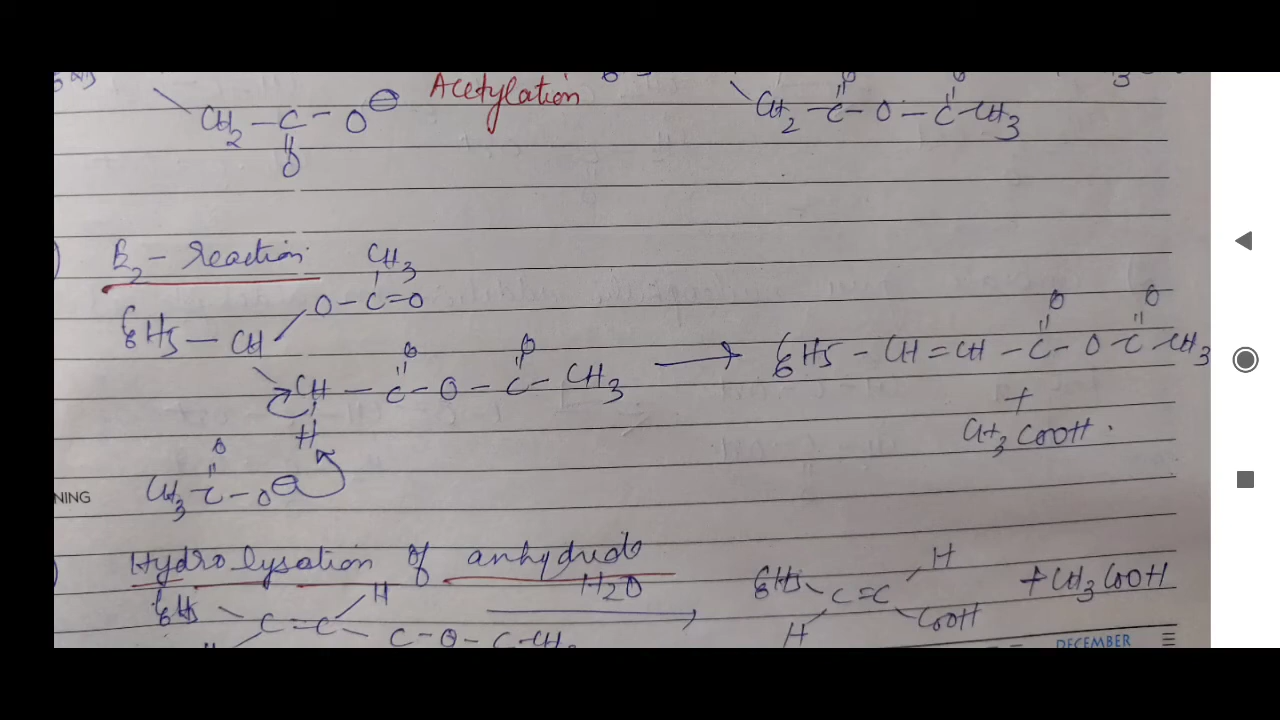 Acetylation
CH2 — C — O⊖
O
O O
CH2 — C — O — C — CH3
E2 - reaction
CH3
O — C = O
C6H5 — CH
O O
CH — C — O — C — CH3
H
O O
C6H5 — CH = CH — C — O C — CH3
+
CH3COOH.
O
CH3 C — O⊖
NING
Hydrolysation of anhydride
H2O
C6H5 H
C = C
C — O — C — CH3
C6H5 H
C = C
H COOH
+ CH3COOH
DECEMBER